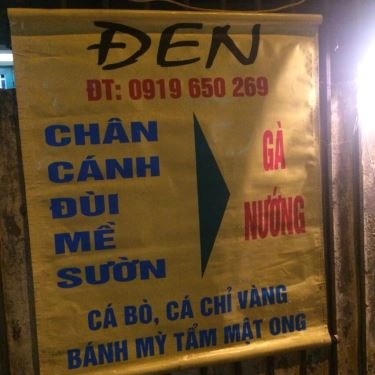 ĐEN
ĐT: 0919 650 269
CHÂN
CÁNH
ĐÙI
MỀ
SƯỜN
GÀ
NƯỚNG
CÁ BÒ, CÁ CHỈ VÀNG
BÁNH MỲ TẨM MẬT ONG